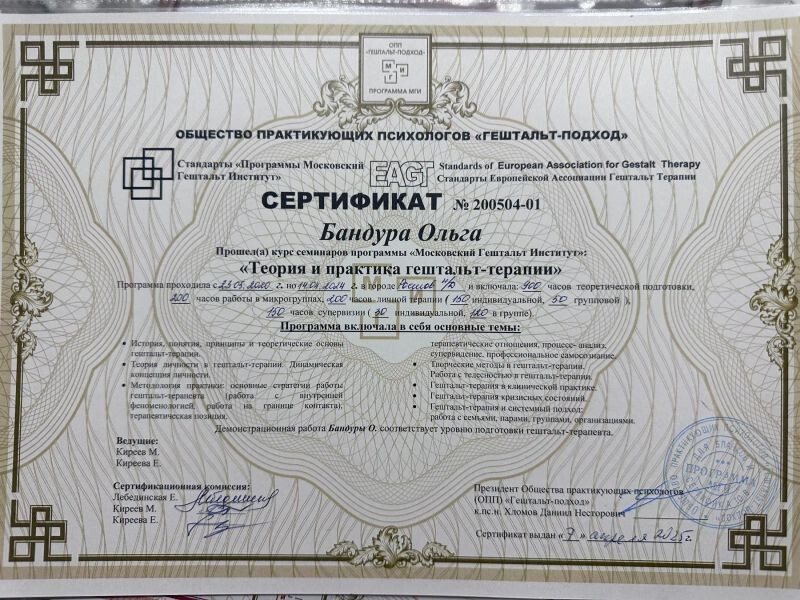 ОПП
«ГЕШТАЛЬТ-ПОДХОД»
М И
Г
ПРОГРАММА МГИ
ОБЩЕСТВО ПРАКТИКУЮЩИХ ПСИХОЛОГОВ «ГЕШТАЛЬТ-ПОДХОД»
Стандарты «Программы Московский Гештальт Институт»
EAGT
Standards of European Association for Gestalt Therapy
Стандарты Европейской Ассоциации Гештальт Терапии
СЕРТИФИКАТ № 200504-01
Бандура Ольга
Прошел(а) курс семинаров программы «Московский Гештальт Институт»:
«Теория и практика гештальт-терапии»
Программа проходила с 23.05.2020 г. по 14.04.2024 г. в городе Ростов н/Д и включала: 400 часов теоретической подготовки,
200 часов работы в микрогруппах, 200 часов личной терапии ( 150 индивидуальной, 50 групповой ),
150 часов супервизии ( 30 индивидуальной, 120 в группе)
Программа включала в себя основные темы:
• История, понятия, принципы и теоретические основы
гештальт-терапии.
• Теория личности в гештальт-терапии. Динамическая
концепция личности.
• Методология практики: основные стратегии работы
гештальт-терапевта (работа с внутренней
феноменологией, работа на границе контакта),
терапевтическая позиция.
терапевтические отношения, процесс- анализ,
супервидение, профессиональное самосознание.
• Творческие методы в гештальт-терапии.
Работа с телесностью в гештальт-терапии.
• Гештальт-терапия в клинической практике.
• Гештальт-терапия кризисных состояний.
• Гештальт-терапия и системный подход:
работа с семьями, парами, группами, организациями.
Демонстрационная работа Бандуры О. соответствует уровню подготовки гештальт-терапевта.
Ведущие:
Киреев М.
Киреева Е.
Сертификационная комиссия:
Лебединская Е.
Киреев М.
Киреева Е.
Президент Общества практикующих психологов
(ОПП) «Гештальт-подход»
к.пс.н. Хломов Даниил Несторович
Сертификат выдан «7» апреля 2025г.
ПРОГРАММА
МГИ